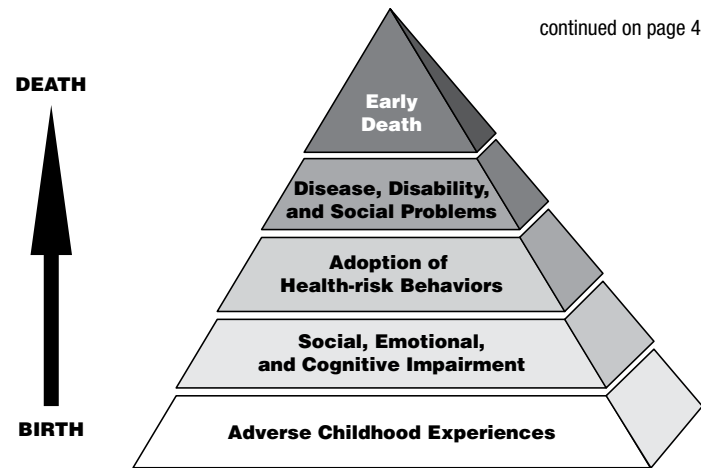 continued on page 4
DEATH
Early
Death
Disease, Disability,
and Social Problems
Adoption of
Health-risk Behaviors
Social, Emotional,
and Cognitive Impairment
BIRTH
Adverse Childhood Experiences